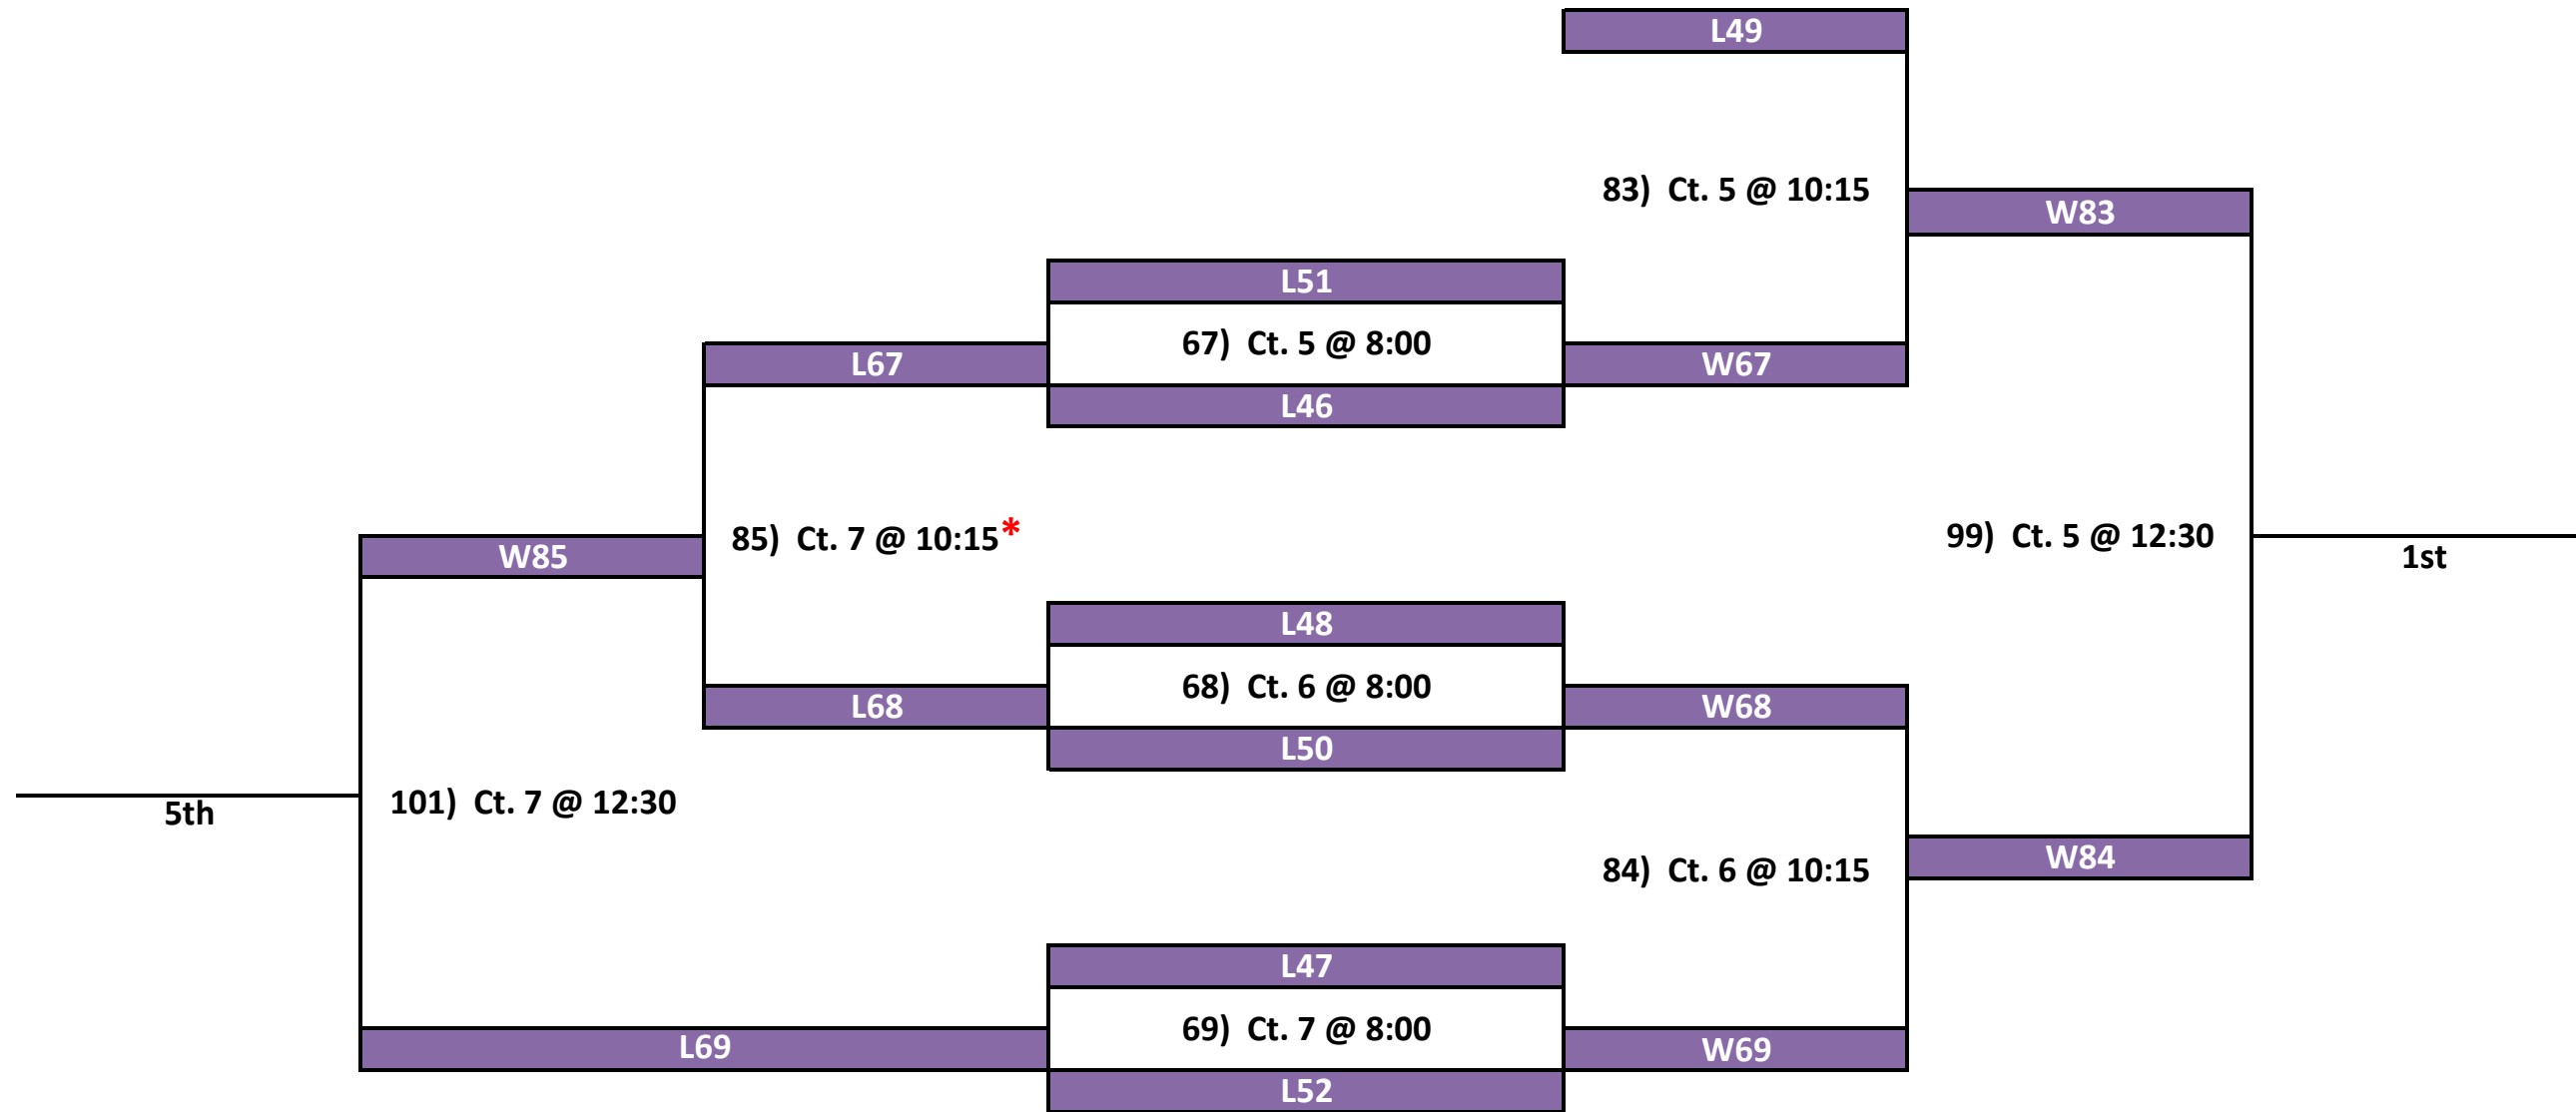 L49
83) Ct. 5 @ 10:15
W83
L51
67) Ct. 5 @ 8:00
L67
W67
L46
85) Ct. 7 @ 10:15*
99) Ct. 5 @ 12:30
W85
1st
L48
68) Ct. 6 @ 8:00
L68
W68
L50
101) Ct. 7 @ 12:30
5th
84) Ct. 6 @ 10:15
W84
L47
69) Ct. 7 @ 8:00
L69
W69
L52